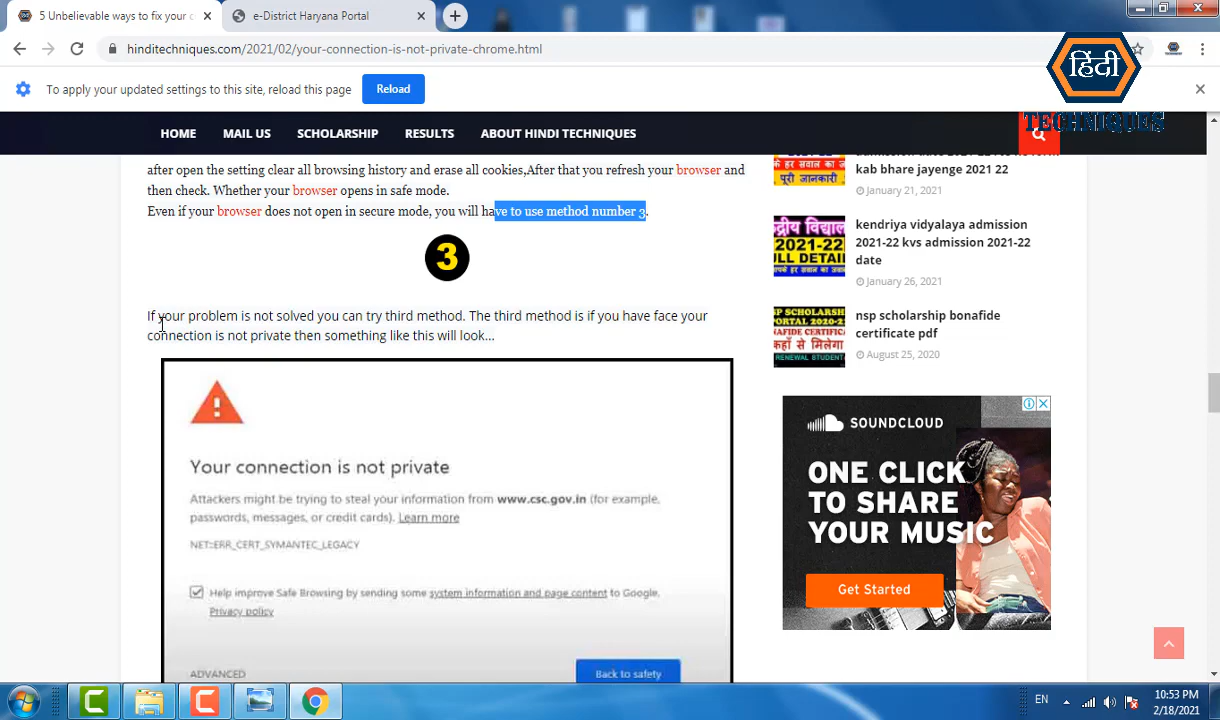 5 Unbelievable ways to fix your c
e-District Haryana Portal
hinditechniques.com/2021/02/your-connection-is-not-private-chrome.html
हिंदी
TECHNIQUES
To apply your updated settings to this site, reload this page
Reload
HOME
MAIL US
SCHOLARSHIP
RESULTS
ABOUT HINDI TECHNIQUES
after open the setting clear all browsing history and erase all cookies,After that you refresh your browser and
then check. Whether your browser opens in safe mode.
Even if your browser does not open in secure mode, you will have to use method number 3.
3
If your problem is not solved you can try third method. The third method is if you have face your
connection is not private then something like this will look...
Your connection is not private
Attackers might be trying to steal your information from www.csc.gov.in (for example,
passwords, messages, or credit cards). Learn more
NET::ERR_CERT_SYMANTEC_LEGACY
Help improve Safe Browsing by sending some system information and page content to Google.
Privacy policy
ADVANCED
Back to safety
के हर सवाल का जवाब
पूरी जानकारी
kab bhare jayenge 2021 22
January 21, 2021
2021-22
FULL DETAIL
kendriya vidyalaya admission
2021-22 kvs admission 2021-22
date
January 26, 2021
कहाँ से मिलेगा
RENEWAL STUDENT
nsp scholarship bonafide
certificate pdf
August 25, 2020
SOUNDCLOUD
ONE CLICK
TO SHARE
YOUR MUSIC
Get Started
EN
10:53 PM
2/18/2021